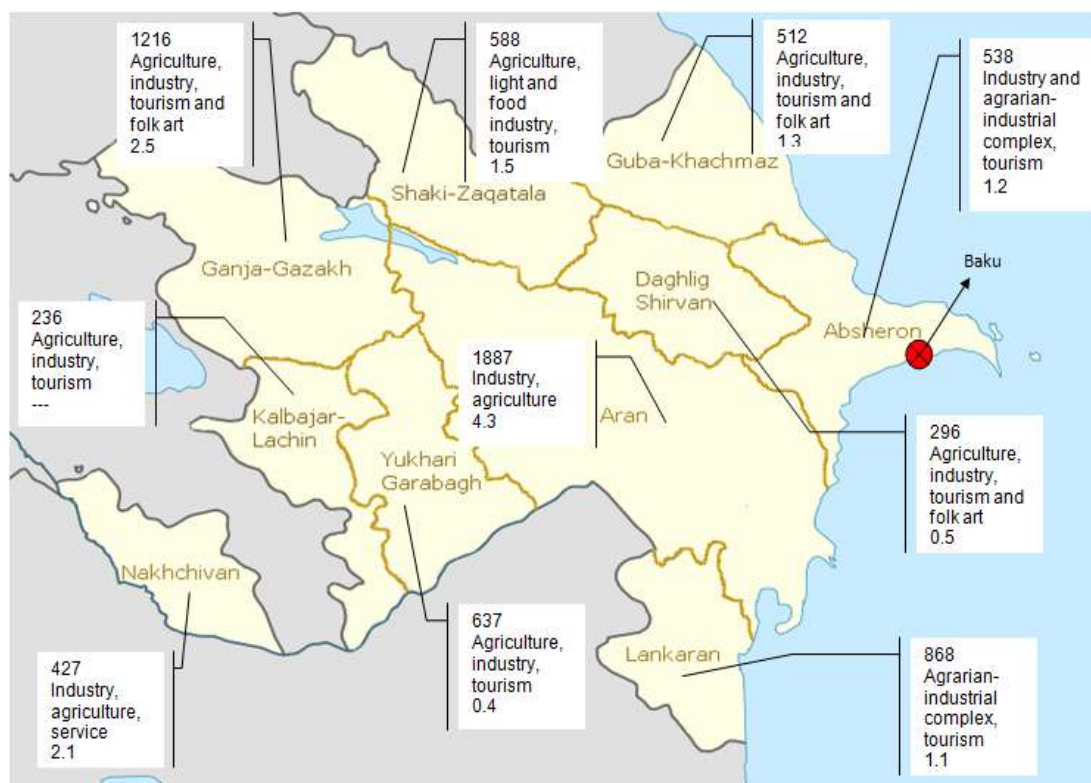 1216
Agriculture,
industry,
tourism and
folk art
2.5
588
Agriculture,
light and
food
industry,
tourism
1.5
512
Agriculture,
industry,
tourism and
folk art
1.3
538
Industry and
agrarian-
industrial
complex,
tourism
1.2
Guba-Khachmaz
Shaki-Zaqatala
Ganja-Gazakh
Daghlig
Shirvan
Baku
Absheron
236
Agriculture,
industry,
tourism
---
1887
Industry,
agriculture
4.3
Aran
Kalbajar-
Lachin
Yukhari
Garabagh
296
Agriculture,
industry,
tourism and
folk art
0.5
Nakhchivan
637
Agriculture,
industry,
tourism
0.4
Lankaran
427
Industry,
agriculture,
service
2.1
868
Agrarian-
industrial
complex,
tourism
1.1